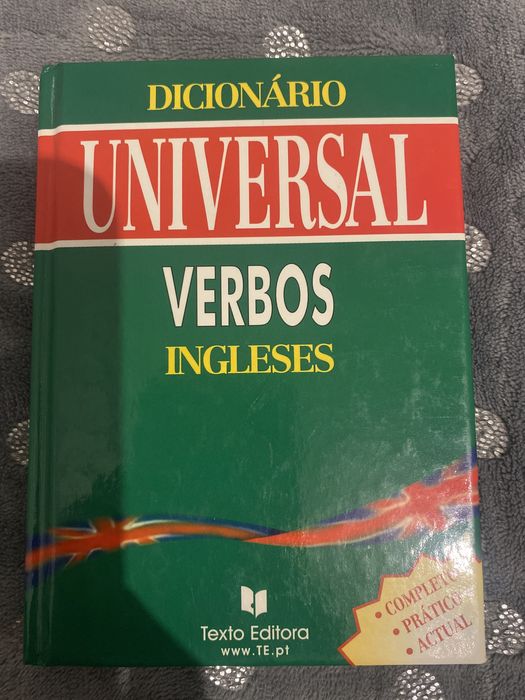 DICIONÁRIO
UNIVERSAL
VERBOS
INGLESES
• COMPLETO
• PRÁTICO
• ACTUAL
Texto Editora
www.TE.pt